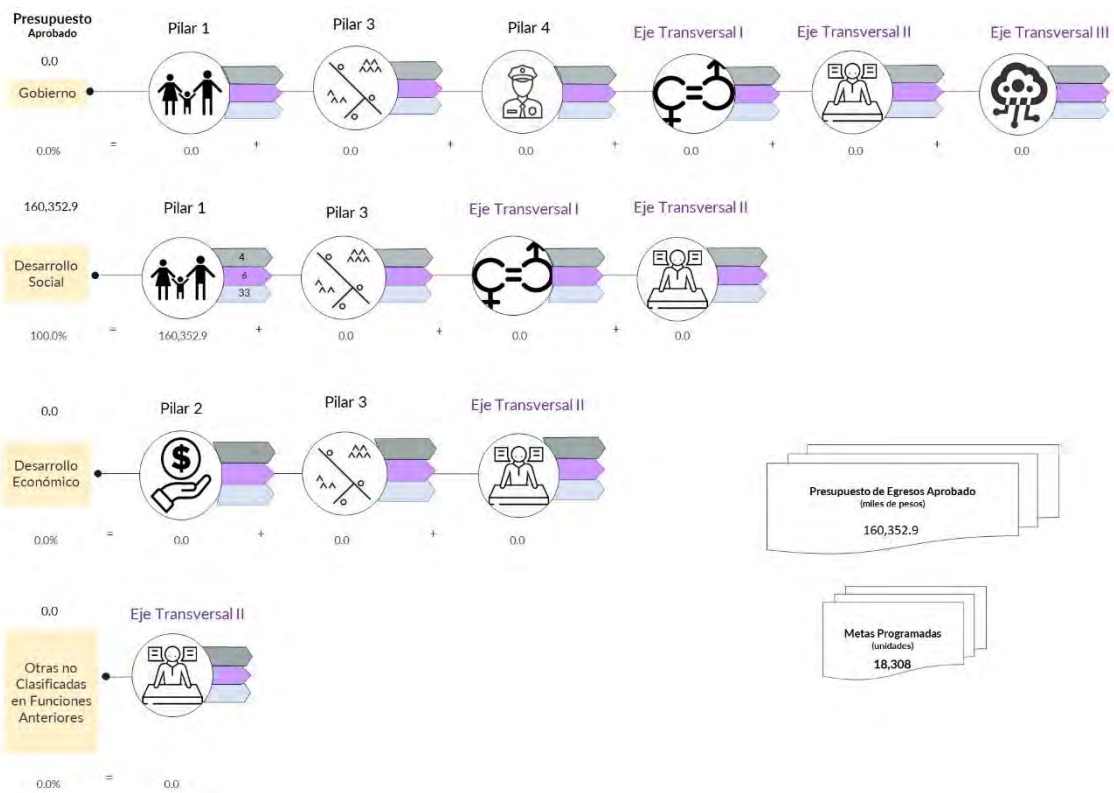 Presupuesto
Aprobado
Pilar 1
Pilar 3
Pilar 4
Eje Transversal I
Eje Transversal II
Eje Transversal III
0.0
Gobierno
0.0% = 0.0 + 0.0 + 0.0 + 0.0 + 0.0 + 0.0
160,352.9
Pilar 1
Pilar 3
Eje Transversal I
Eje Transversal II
Desarrollo
Social
4
6
33
100.0% = 160,352.9 + 0.0 + 0.0 + 0.0
0.0
Pilar 2
Pilar 3
Eje Transversal II
$
Desarrollo
Económico
0.0% = 0.0 + 0.0 + 0.0
Presupuesto de Egresos Aprobado
(miles de pesos)
160,352.9
0.0
Eje Transversal II
Otras no
Clasificadas
en Funciones
Anteriores
0.0% = 0.0
Metas Programadas
(unidades)
18,308